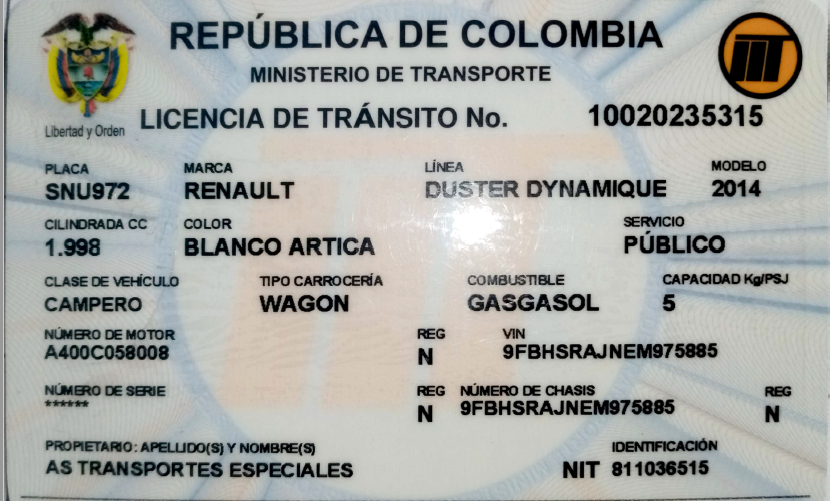 REPÚBLICA DE COLOMBIA
MINISTERIO DE TRANSPORTE
Libertad y Orden
LICENCIA DE TRÁNSITO No. 10020235315
PLACA MARCA LÍNEA MODELO
SNU972 RENAULT DUSTER DYNAMIQUE 2014
CILINDRADA CC COLOR SERVICIO
1.998 BLANCO ARTICA PÚBLICO
CLASE DE VEHÍCULO TIPO CARROCERÍA COMBUSTIBLE CAPACIDAD Kg/PSJ
CAMPERO WAGON GASGASOL 5
NÚMERO DE MOTOR REG VIN
A400C058008 N 9FBHSRAJNEM975885
NÚMERO DE SERIE REG NÚMERO DE CHASIS REG
****** N 9FBHSRAJNEM975885 N
PROPIETARIO: APELLIDO(S) Y NOMBRE(S) IDENTIFICACIÓN
AS TRANSPORTES ESPECIALES NIT 811036515